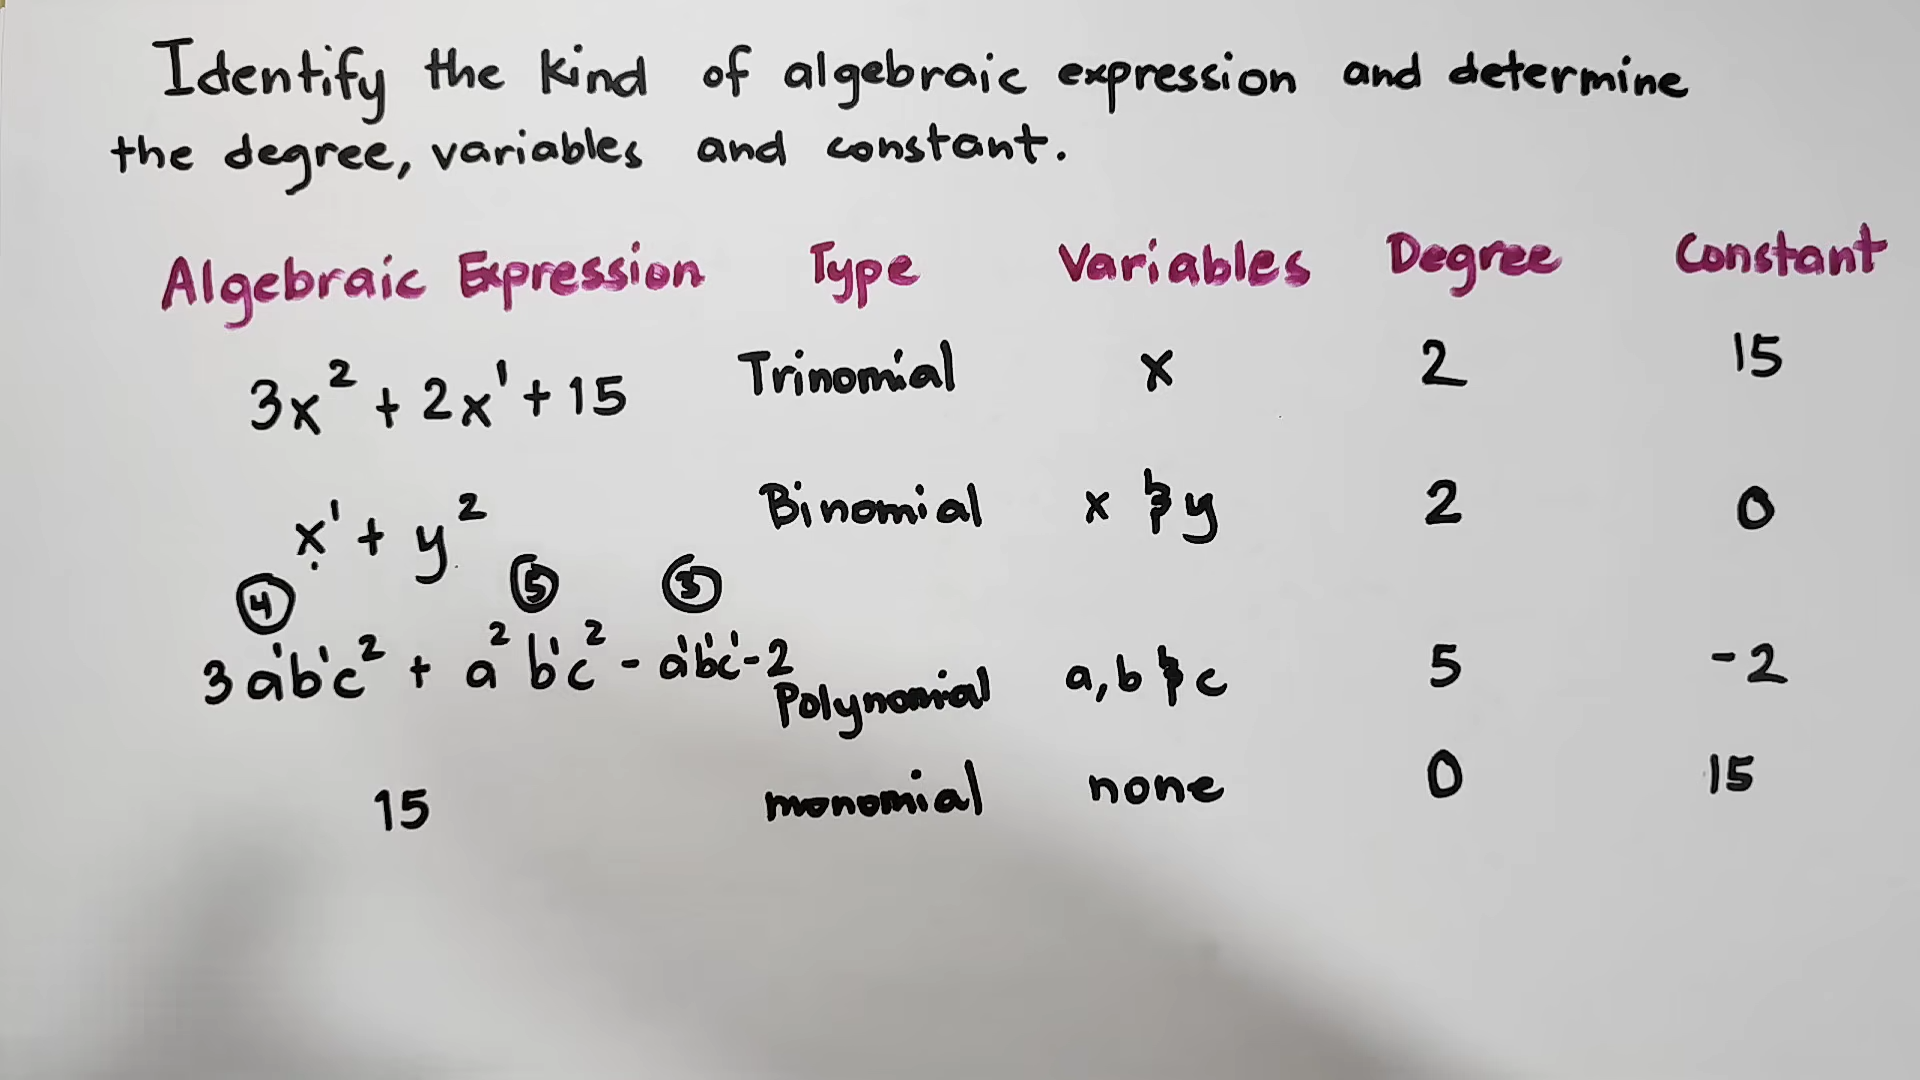 Identify the kind of algebraic expression and determine
the degree, variables and constant.
Algebraic Expression Type Variables Degree Constant
3x² + 2x¹ + 15 Trinomial x 2 15
x¹ + y² Binomial x & y 2 0
④ ⑤ ③
3a¹b¹c² + a²b¹c² - a¹b¹c¹ - 2 Polynomial a, b & c 5 -2
15 monomial none 0 15